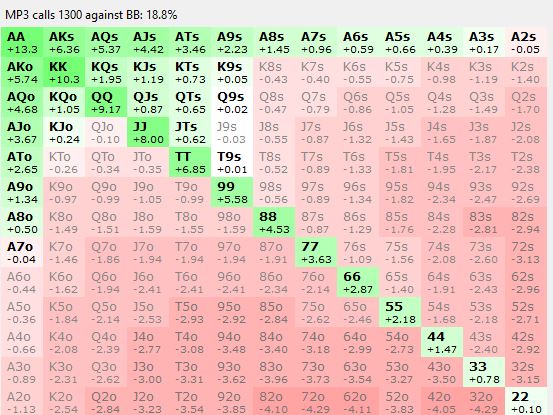 MP3 calls 1300 against BB: 18.8%
AA AKs AQs AJs ATs A9s A8s A7s A6s A5s A4s A3s A2s
+13.3 +6.36 +5.37 +4.42 +3.46 +2.23 +1.45 +0.96 +0.59 +0.66 +0.39 +0.17 -0.05
AKo KK KQs KJs KTs K9s K8s K7s K6s K5s K4s K3s K2s
+5.74 +10.3 +1.95 +1.19 +0.73 +0.05 -0.43 -0.40 -0.55 -0.75 -0.98 -1.19 -1.40
AQo KQo QQ QJs QTs Q9s Q8s Q7s Q6s Q5s Q4s Q3s Q2s
+4.68 +1.05 +9.17 +0.87 +0.65 +0.02 -0.47 -0.79 -0.86 -1.05 -1.28 -1.49 -1.70
AJo KJo QJo JJ JTs J9s J8s J7s J6s J5s J4s J3s J2s
+3.67 +0.24 -0.10 +8.00 +0.62 -0.03 -0.55 -0.87 -1.32 -1.43 -1.65 -1.87 -2.08
ATo KTo QTo JTo TT T9s T8s T7s T6s T5s T4s T3s T2s
+2.65 -0.26 -0.34 -0.35 +6.85 +0.01 -0.52 -0.89 -1.33 -1.81 -1.95 -2.17 -2.38
A9o K9o Q9o J9o T9o 99 98s 97s 96s 95s 94s 93s 92s
+1.34 -0.97 -0.99 -1.05 -0.99 +5.58 -0.56 -0.89 -1.34 -1.82 -2.34 -2.47 -2.69
A8o K8o Q8o J8o T8o 98o 88 87s 86s 85s 84s 83s 82s
+0.50 -1.49 -1.51 -1.59 -1.55 -1.59 +4.53 -0.87 -1.29 -1.76 -2.28 -2.81 -2.94
A7o K7o Q7o J7o T7o 97o 87o 77 76s 75s 74s 73s 72s
-0.04 -1.46 -1.86 -1.94 -1.94 -1.94 -1.91 +3.63 -1.09 -1.56 -2.08 -2.60 -3.13
A6o K6o Q6o J6o T6o 96o 86o 76o 66 65s 64s 63s 62s
-0.44 -1.62 -1.94 -2.41 -2.41 -2.41 -2.34 -2.14 +2.87 -1.40 -1.91 -2.43 -2.96
A5o K5o Q5o J5o T5o 95o 85o 75o 65o 55 54s 53s 52s
-0.36 -1.84 -2.14 -2.53 -2.93 -2.92 -2.84 -2.62 -2.46 +2.18 -1.68 -2.18 -2.71
A4o K4o Q4o J4o T4o 94o 84o 74o 64o 54o 44 43s 42s
-0.66 -2.08 -2.39 -2.77 -3.08 -3.48 -3.40 -3.18 -2.99 -2.73 +1.47 -2.40 -2.92
A3o K3o Q3o J3o T3o 93o 83o 73o 63o 53o 43o 33 32s
-0.89 -2.31 -2.62 -3.00 -3.31 -3.62 -3.96 -3.73 -3.54 -3.27 -3.50 +0.78 -3.15
A2o K2o Q2o J2o T2o 92o 82o 72o 62o 52o 42o 32o 22
-1.13 -2.54 -2.84 -3.23 -3.54 -3.85 -4.10 -4.29 -4.11 -3.83 -4.05 -4.29 +0.10